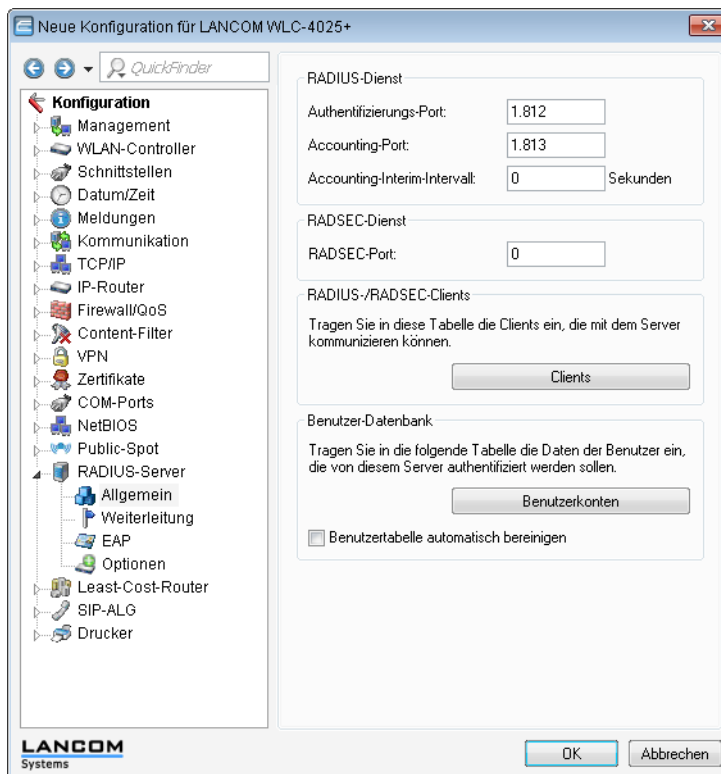 Neue Konfiguration für LANCOM WLC-4025+
QuickFinder
Konfiguration
Management
WLAN-Controller
Schnittstellen
Datum/Zeit
Meldungen
Kommunikation
TCP/IP
IP-Router
Firewall/QoS
Content-Filter
VPN
Zertifikate
COM-Ports
NetBIOS
Public-Spot
RADIUS-Server
Allgemein
Weiterleitung
EAP
Optionen
Least-Cost-Router
SIP-ALG
Drucker
RADIUS-Dienst
Authentifizierungs-Port: 1.812
Accounting-Port: 1.813
Accounting-Interim-Intervall: 0 Sekunden
RADSEC-Dienst
RADSEC-Port: 0
RADIUS-/RADSEC-Clients
Tragen Sie in diese Tabelle die Clients ein, die mit dem Server
kommunizieren können.
Clients
Benutzer-Datenbank
Tragen Sie in die folgende Tabelle die Daten der Benutzer ein,
die von diesem Server authentifiziert werden sollen.
Benutzerkonten
Benutzertabelle automatisch bereinigen
LANCOM
Systems
OK Abbrechen